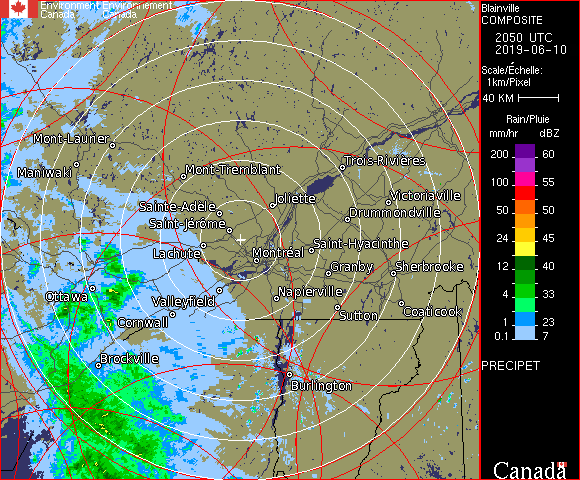 Environment Environnement
Canada Canada
Mont-Laurier
Maniwaki
Mont-Tremblant
Trois-Rivières
Sainte-Adèle
Joliette
Victoriaville
Drummondville
Saint-Jérôme
Lachute
Montréal
Saint-Hyacinthe
Granby
Sherbrooke
Ottawa
Valleyfield
Napierville
Cornwall
Sutton
Coaticook
Brockville
Burlington
Blainville
COMPOSITE
2050 UTC
2019-06-10
Scale/Échelle:
1km/Pixel
40 KM
Rain/Pluie
mm/hr dBZ
200 60
100 55
50 50
24 45
12 40
4 33
1 23
0.1 7
PRECIPET
Canada